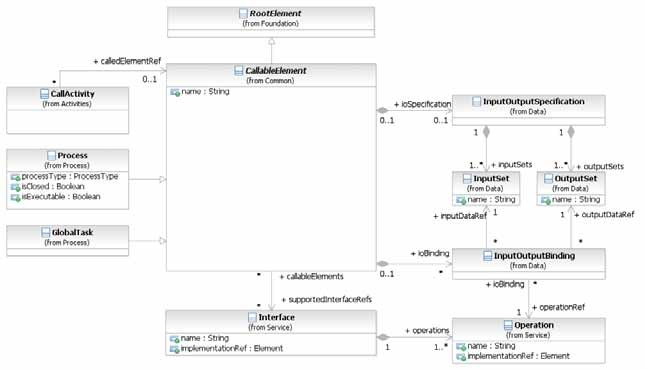 RootElement
(from Foundation)
+ calledElementRef
* 0..1
CallableElement
(from Common)
name : String
CallActivity
(from Activities)
+ ioSpecification
0..1 0..1
InputOutputSpecification
(from Data)
1 1
Process
(from Process)
processType : ProcessType
isClosed : Boolean
isExecutable : Boolean
+ inputSets + outputSets
1..* 1..*
InputSet
(from Data)
name : String
OutputSet
(from Data)
name : String
1 1
+ inputDataRef + outputDataRef
GlobalTask
(from Process)
* *
+ ioBinding
0..1 *
InputOutputBinding
(from Data)
* + callableElements
+ ioBinding *
* + supportedInterfaceRefs
1 + operationRef
Interface
(from Service)
name : String
implementationRef : Element
+ operations
1 1..*
Operation
(from Service)
name : String
implementationRef : Element